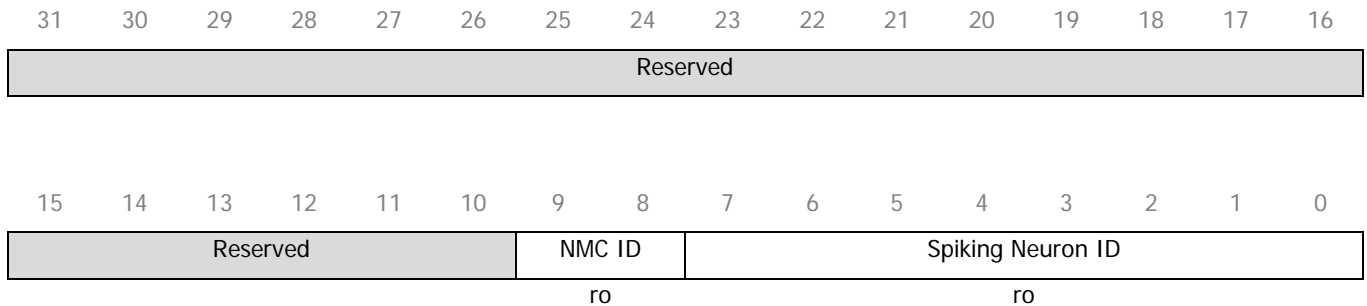 31 30 29 28 27 26 25 24 23 22 21 20 19 18 17 16
Reserved
15 14 13 12 11 10 9 8 7 6 5 4 3 2 1 0
Reserved NMC ID Spiking Neuron ID
ro ro